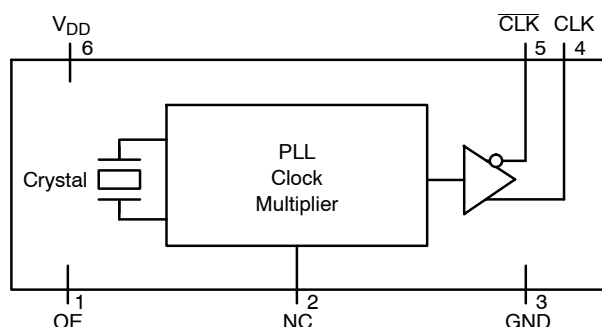 VDD
6
CLK CLK
5 4
Crystal
PLL
Clock
Multiplier
1 2 3
OE NC GND